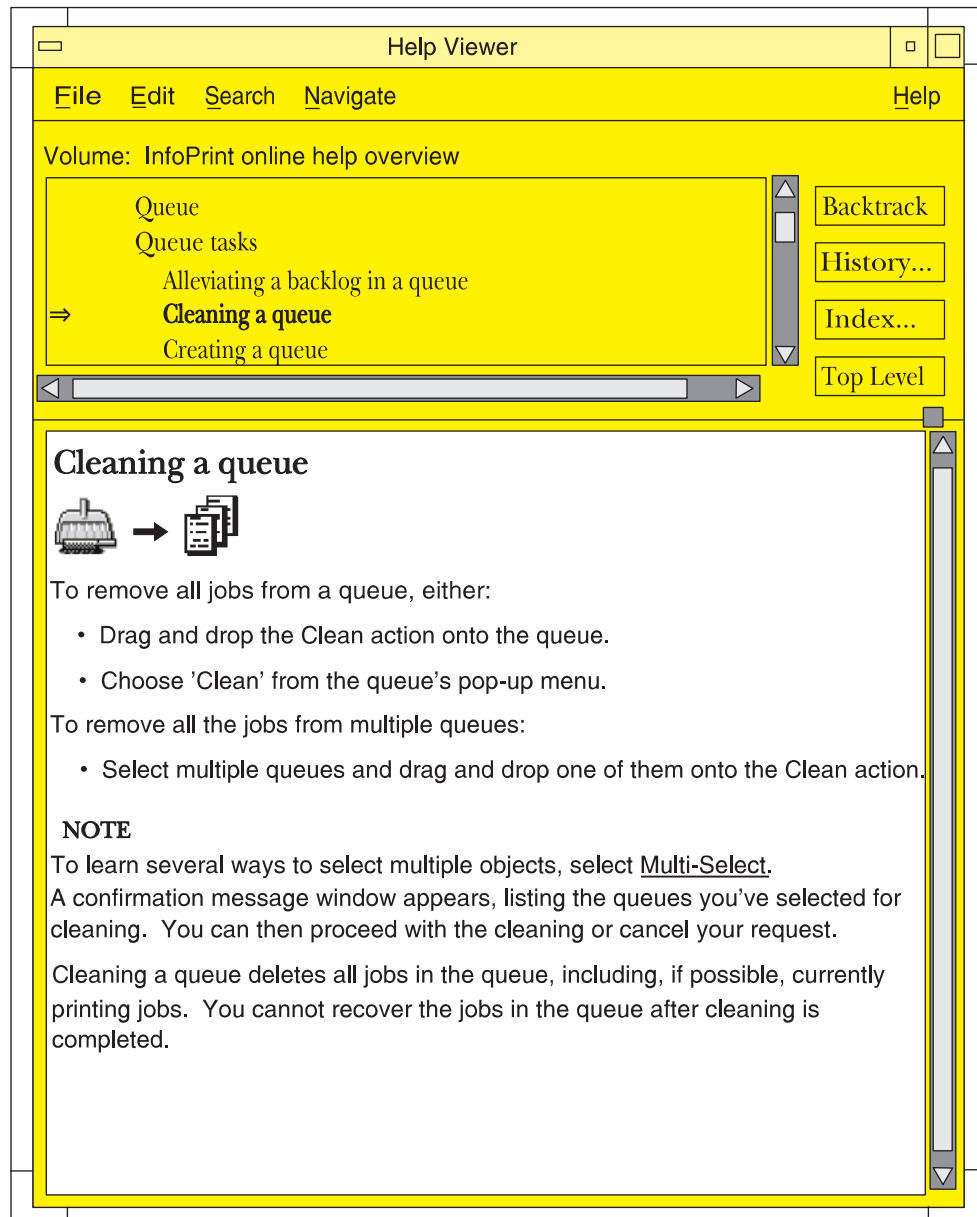 Help Viewer
File Edit Search Navigate Help
Volume: InfoPrint online help overview
Queue
Queue tasks
Alleviating a backlog in a queue
⇒ Cleaning a queue
Creating a queue
Backtrack
History...
Index...
Top Level
Cleaning a queue
To remove all jobs from a queue, either:
• Drag and drop the Clean action onto the queue.
• Choose 'Clean' from the queue's pop-up menu.
To remove all the jobs from multiple queues:
• Select multiple queues and drag and drop one of them onto the Clean action.
NOTE
To learn several ways to select multiple objects, select Multi-Select.
A confirmation message window appears, listing the queues you've selected for
cleaning. You can then proceed with the cleaning or cancel your request.
Cleaning a queue deletes all jobs in the queue, including, if possible, currently
printing jobs. You cannot recover the jobs in the queue after cleaning is
completed.